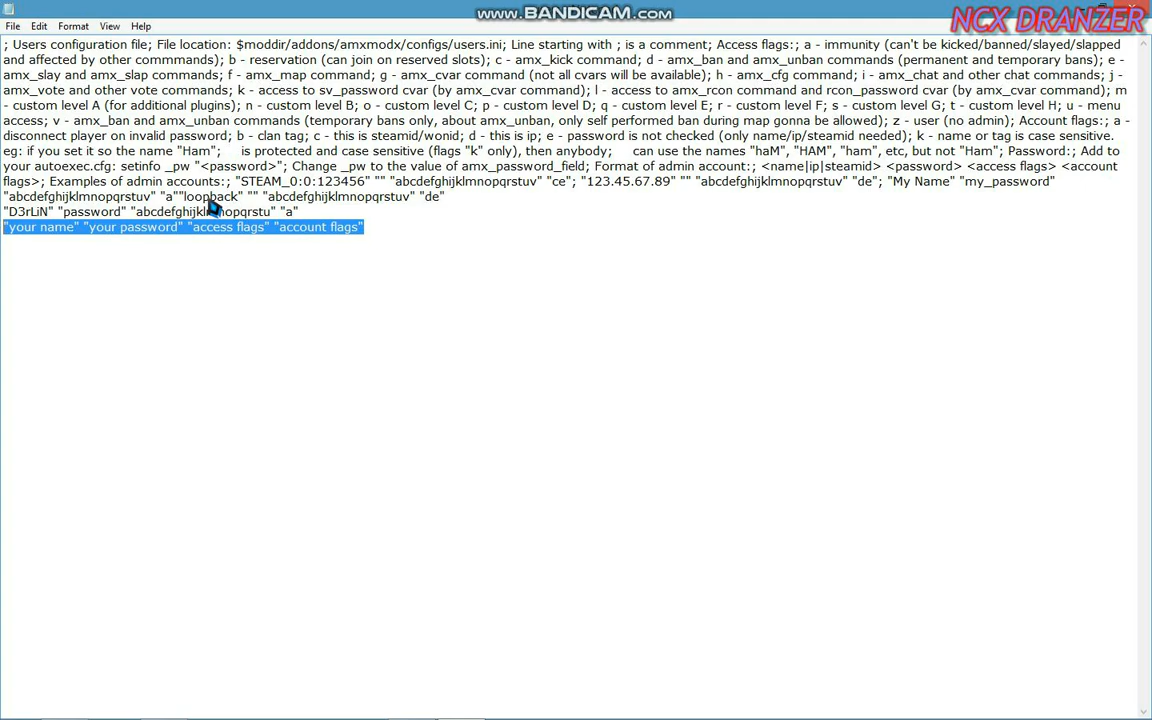 www.BANDICAM.com
NCX DRANZER
File Edit Format View Help
; Users configuration file; File location: $moddir/addons/amxmodx/configs/users.ini; Line starting with ; is a comment; Access flags:; a - immunity (can't be kicked/banned/slayed/slapped
and affected by other commmands); b - reservation (can join on reserved slots); c - amx_kick command; d - amx_ban and amx_unban commands (permanent and temporary bans); e -
amx_slay and amx_slap commands; f - amx_map command; g - amx_cvar command (not all cvars will be available); h - amx_cfg command; i - amx_chat and other chat commands; j -
amx_vote and other vote commands; k - access to sv_password cvar (by amx_cvar command); l - access to amx_rcon command and rcon_password cvar (by amx_cvar command); m
- custom level A (for additional plugins); n - custom level B; o - custom level C; p - custom level D; q - custom level E; r - custom level F; s - custom level G; t - custom level H; u - menu
access; v - amx_ban and amx_unban commands (temporary bans only, about amx_unban, only self performed ban during map gonna be allowed); z - user (no admin); Account flags:; a -
disconnect player on invalid password; b - clan tag; c - this is steamid/wonid; d - this is ip; e - password is not checked (only name/ip/steamid needed); k - name or tag is case sensitive.
eg: if you set it so the name "Ham"; is protected and case sensitive (flags "k" only), then anybody; can use the names "haM", "HAM", "ham", etc, but not "Ham"; Password:; Add to
your autoexec.cfg: setinfo _pw "<password>"; Change _pw to the value of amx_password_field; Format of admin account:; <name|ip|steamid> <password> <access flags> <account
flags>; Examples of admin accounts:; "STEAM_0:0:123456" "" "abcdefghijklmnopqrstuv" "ce"; "123.45.67.89" "" "abcdefghijklmnopqrstuv" "de"; "My Name" "my_password"
"abcdefghijklmnopqrstuv" "a""loopback" "" "abcdefghijklmnopqrstuv" "de"
"D3rLiN" "password" "abcdefghijklmnopqrstu" "a"
"your name" "your password" "access flags" "account flags"